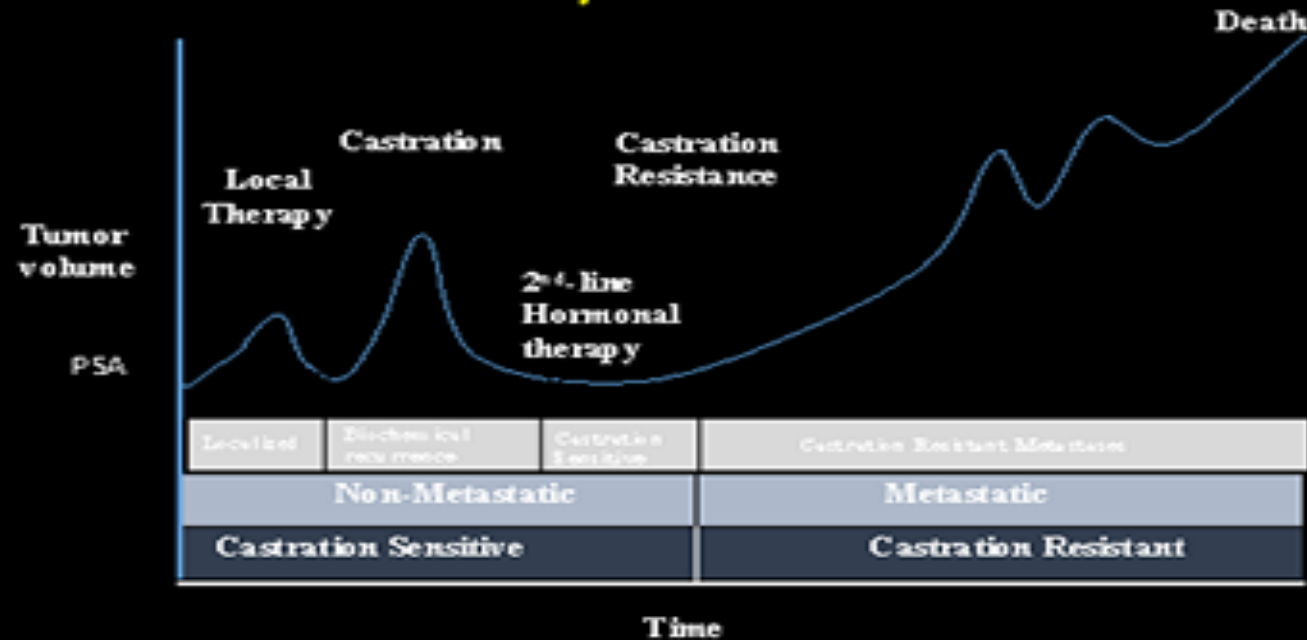 Death
Castration
Castration
Resistance
Local
Therapy
Tumor
volume
2nd-line
Hormonal
therapy
PSA
Localized
Biochemical
recurrence
Castration
Sensitive
Castration Resistant Metastases
Non-Metastatic
Metastatic
Castration Sensitive
Castration Resistant
Time